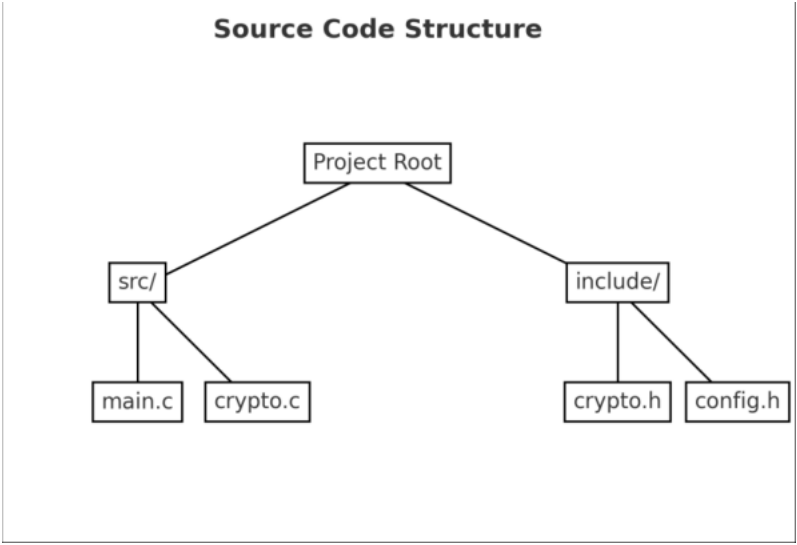 Source Code Structure
Project Root
src/
include/
main.c
crypto.c
crypto.h
config.h